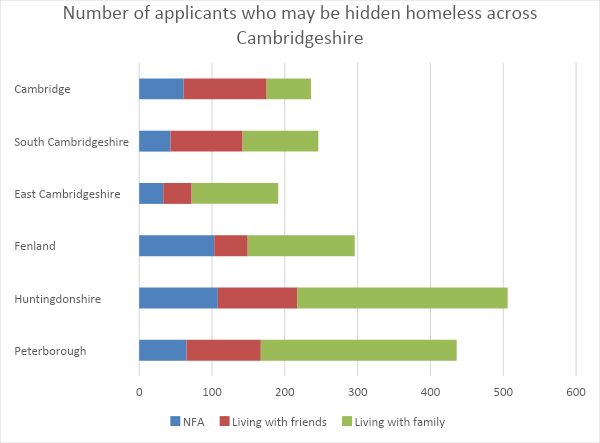 Number of applicants who may be hidden homeless across
Cambridgeshire
Cambridge
South Cambridgeshire
East Cambridgeshire
Fenland
Huntingdonshire
Peterborough
0 100 200 300 400 500 600
NFA Living with friends Living with family